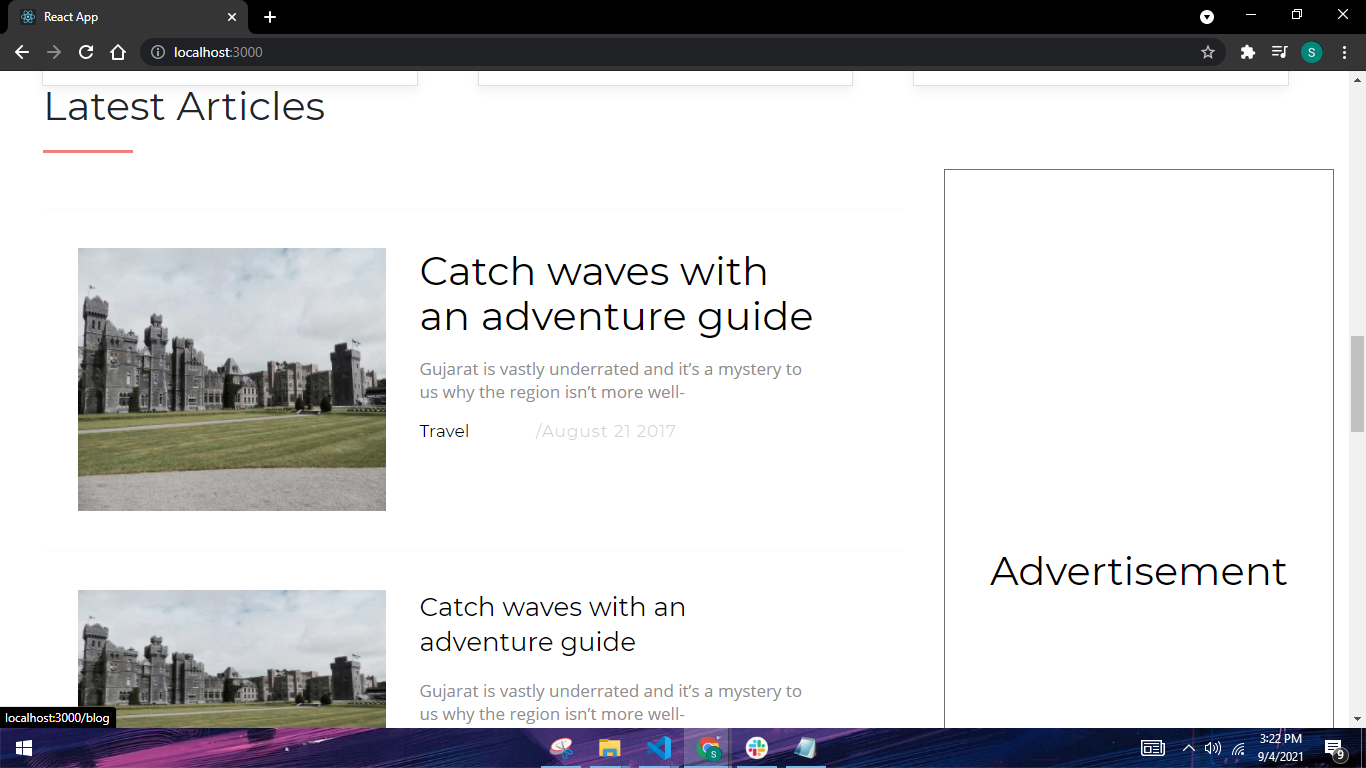 React App
localhost:3000
S
Latest Articles
Catch waves with
an adventure guide
Gujarat is vastly underrated and it’s a mystery to
us why the region isn’t more well-
Travel /August 21 2017
Advertisement
Catch waves with an
adventure guide
Gujarat is vastly underrated and it’s a mystery to
us why the region isn’t more well-
localhost:3000/blog
S
3:22 PM
9/4/2021
9